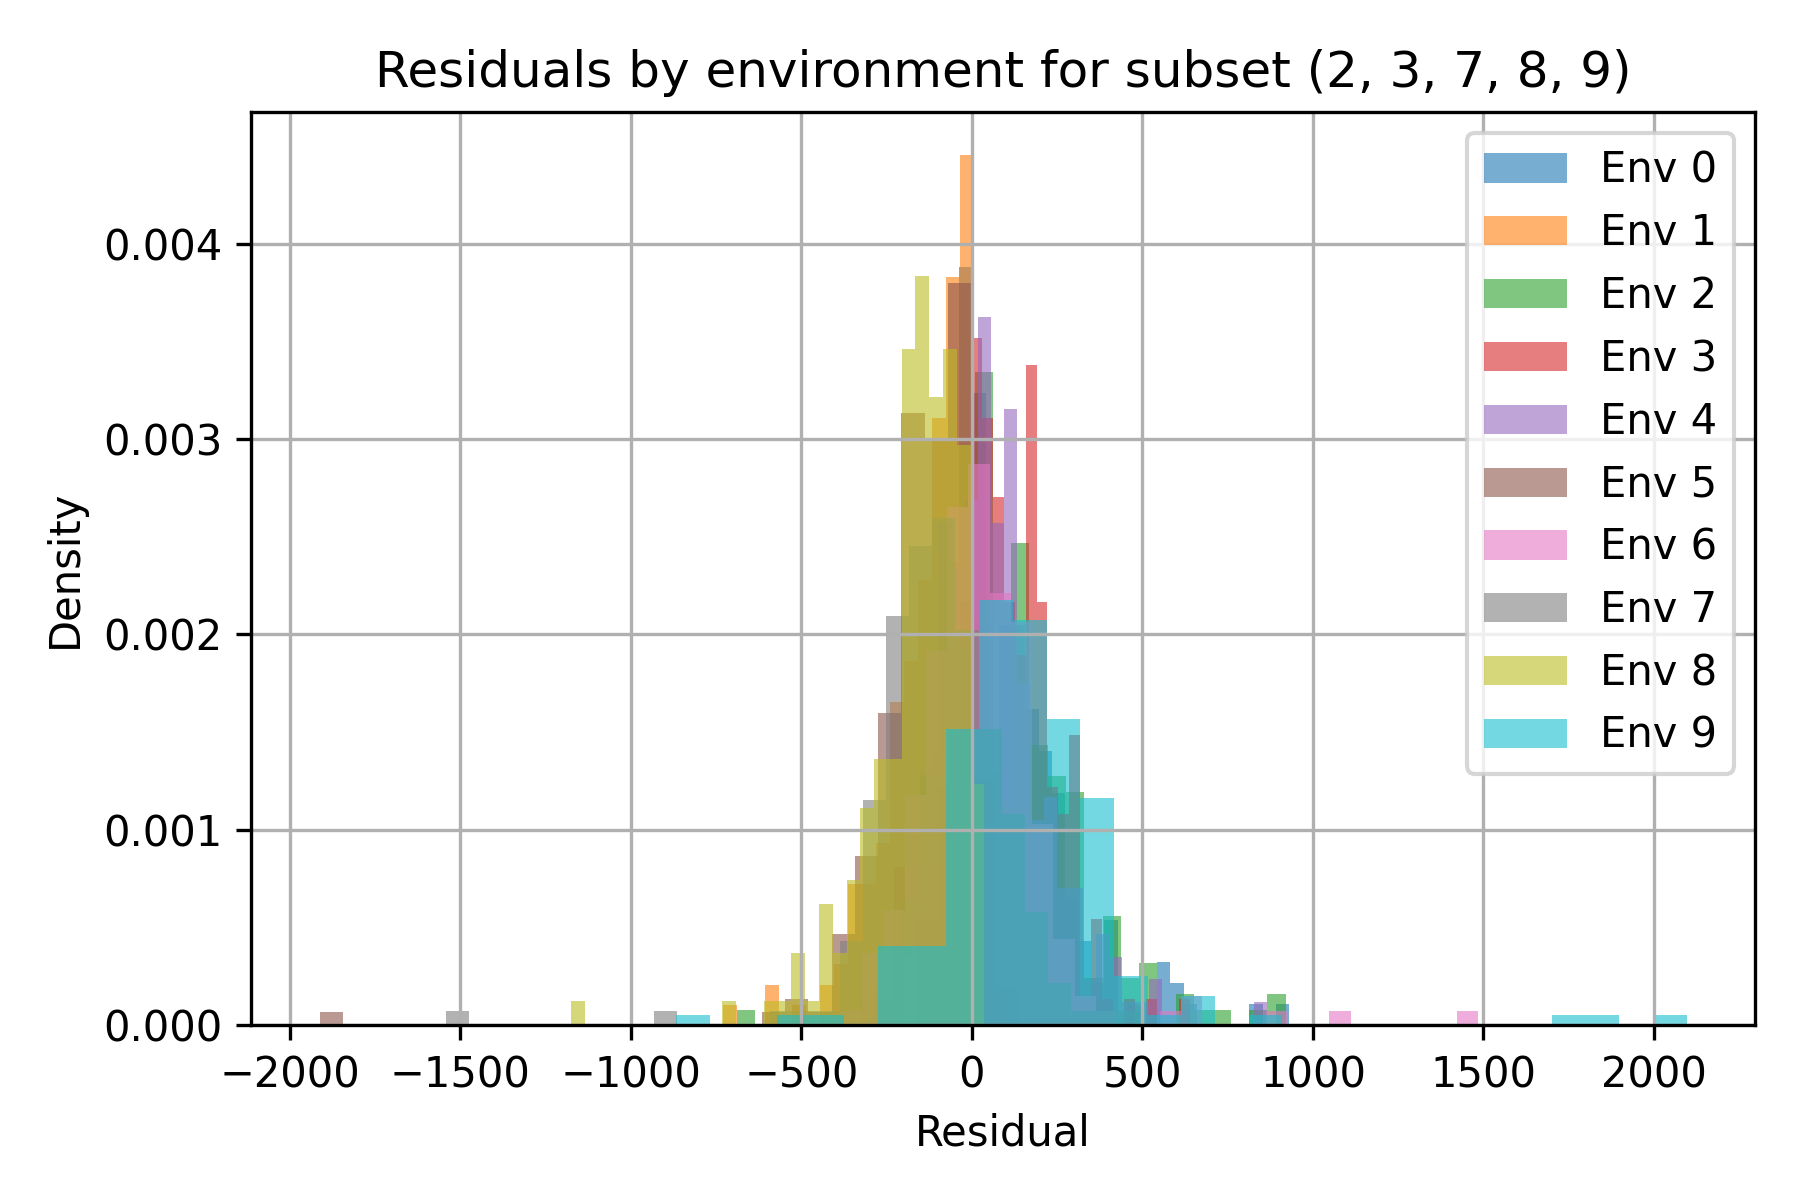 Residuals by environment for subset (2, 3, 7, 8, 9)
Env 0
Env 1
Env 2
Env 3
Env 4
Env 5
Env 6
Env 7
Env 8
Env 9
Density
0.004
0.003
0.002
0.001
0.000
−2000 −1500 −1000 −500 0 500 1000 1500 2000
Residual